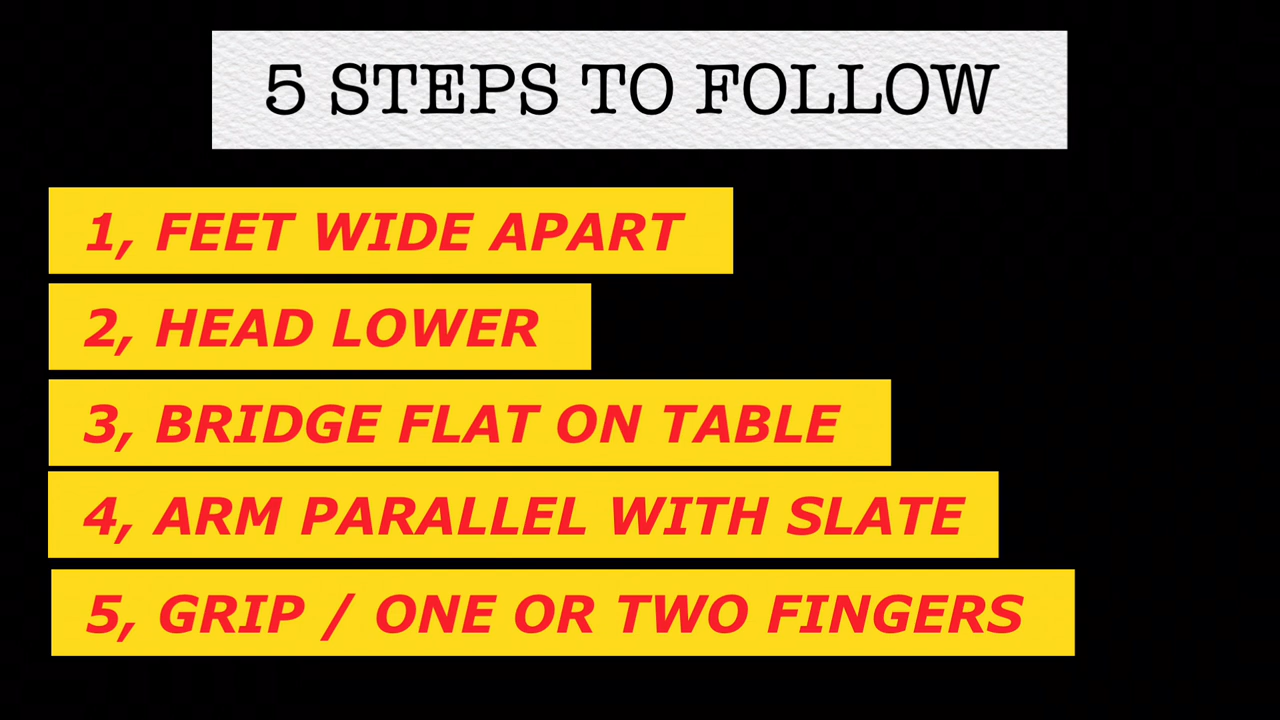 5 STEPS TO FOLLOW
1, FEET WIDE APART
2, HEAD LOWER
3, BRIDGE FLAT ON TABLE
4, ARM PARALLEL WITH SLATE
5, GRIP / ONE OR TWO FINGERS